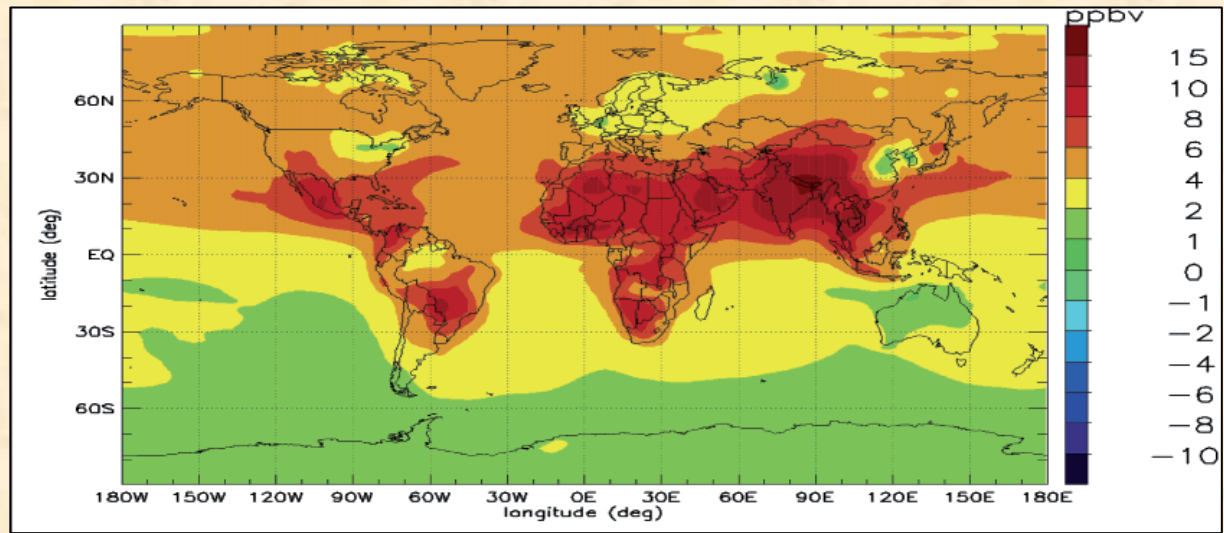 ppbv
15
10
8
6
4
2
1
0
−1
−2
−4
−6
−8
−10
60N
30N
EQ
30S
60S
latitude (deg)
180W 150W 120W 90W 60W 30W 0E 30E 60E 90E 120E 150E 180E
longitude (deg)